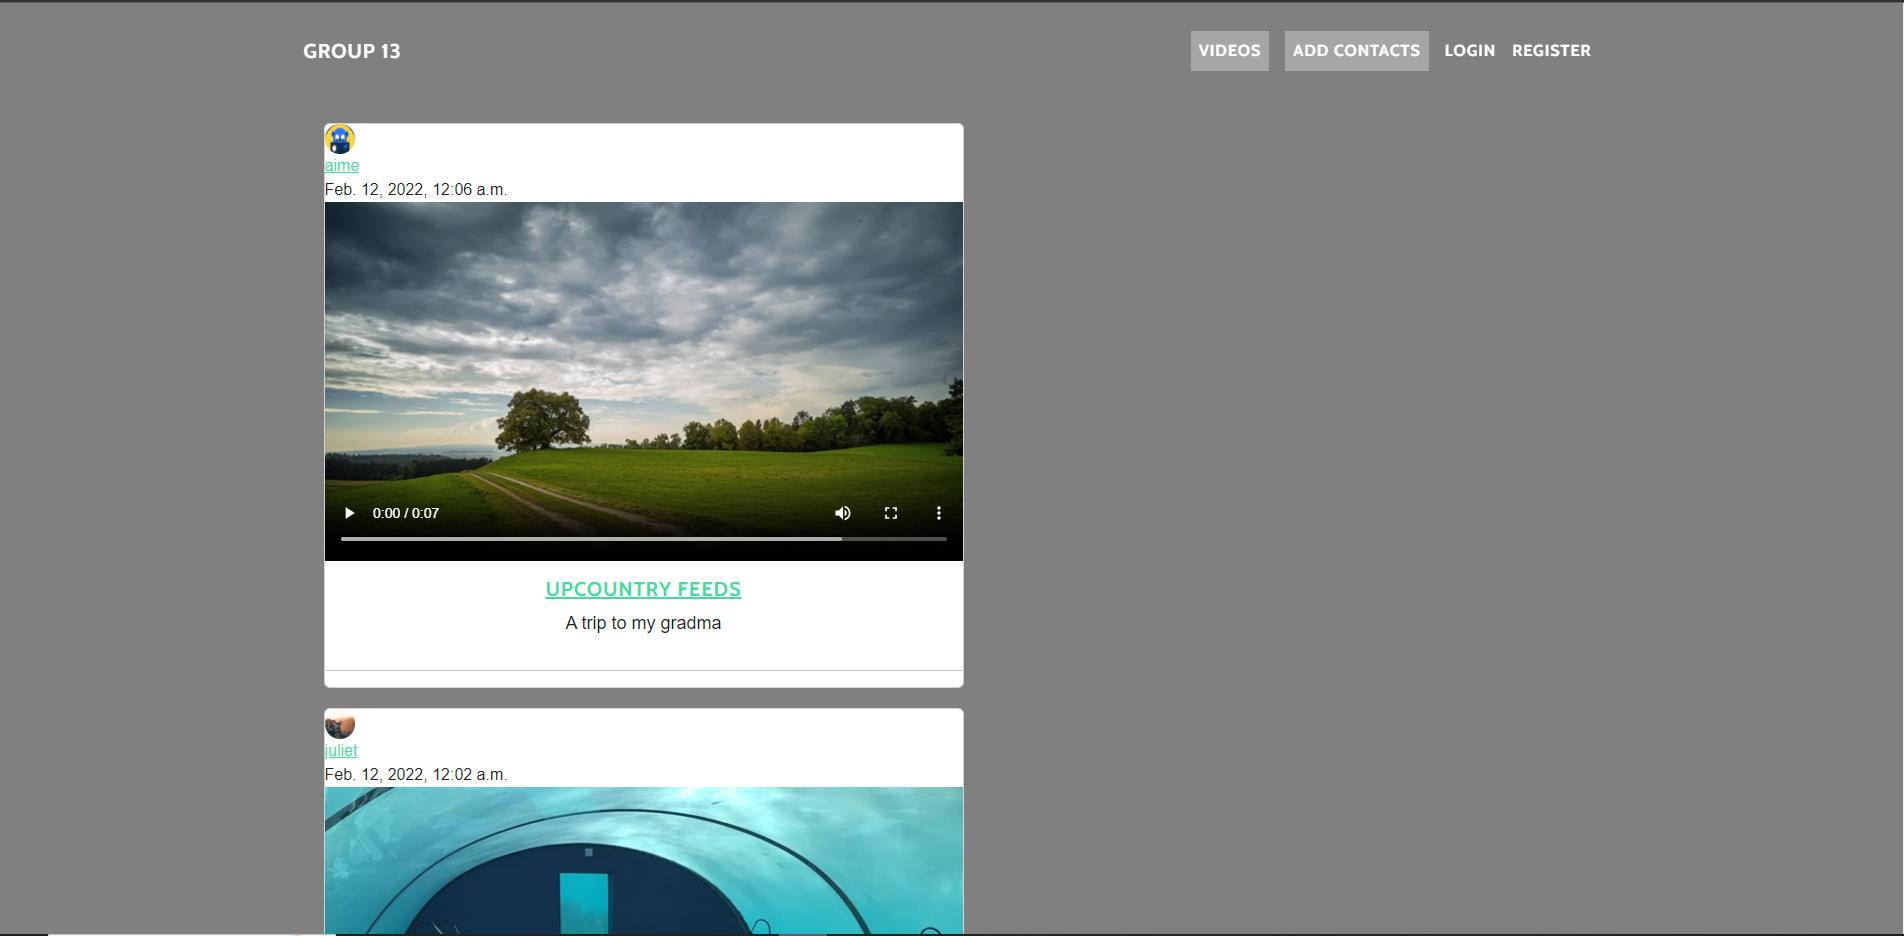 GROUP 13
VIDEOS ADD CONTACTS LOGIN REGISTER
aime
Feb. 12, 2022, 12:06 a.m.
0:00 / 0:07
UPCOUNTRY FEEDS
A trip to my gradma
juliet
Feb. 12, 2022, 12:02 a.m.